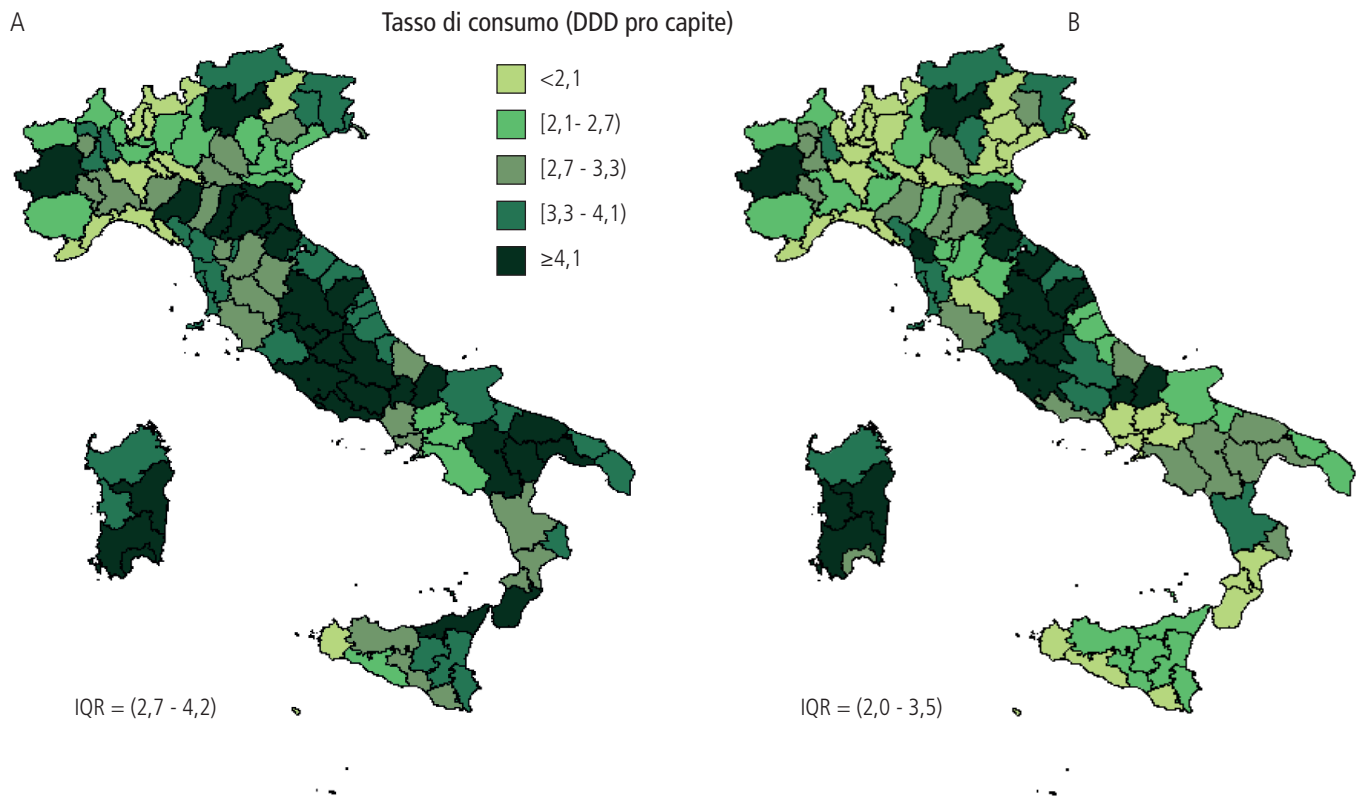 A
Tasso di consumo (DDD pro capite)
B
<2,1
[2,1- 2,7)
[2,7 - 3,3)
[3,3 - 4,1)
≥4,1
IQR = (2,7 - 4,2)
IQR = (2,0 - 3,5)